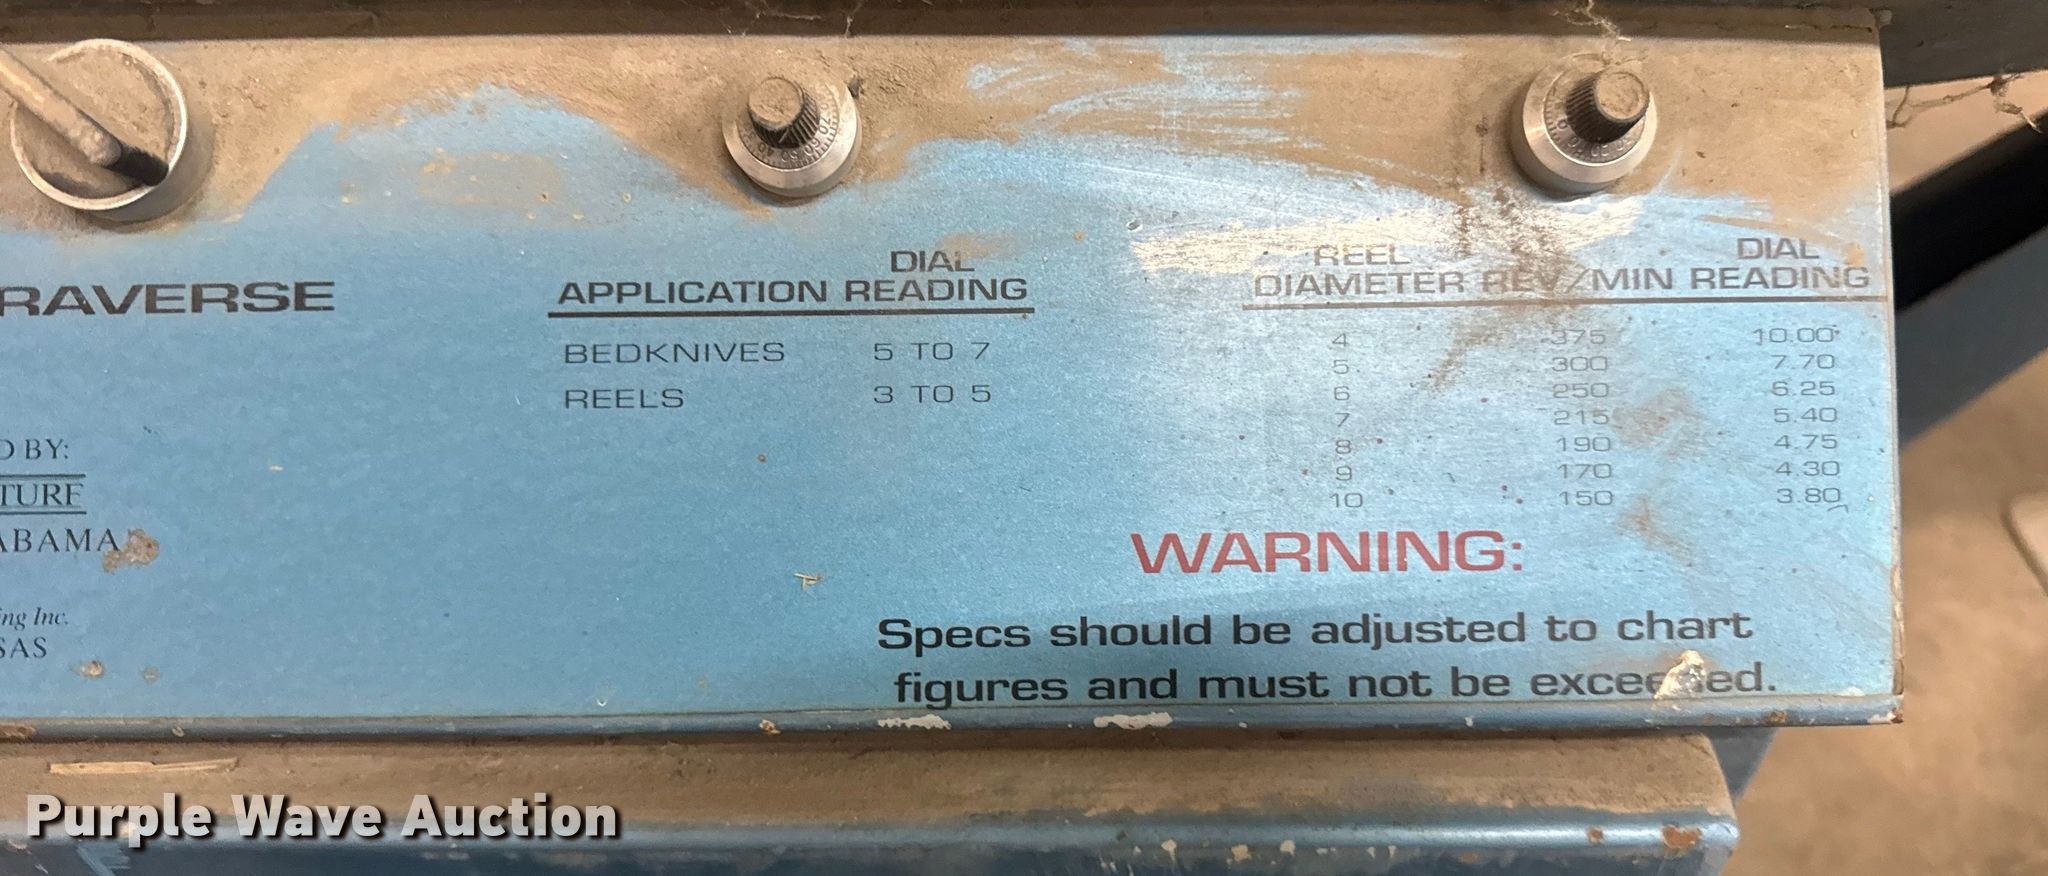 RAVERSE
D BY:
TURE
ABAMA
ing Inc.
SAS
DIAL
APPLICATION READING
BEDKNIVES 5 TO 7
REELS 3 TO 5
REEL DIAL
DIAMETER REV/MIN READING
4 375 10.00
5 300 7.70
6 250 6.25
7 215 5.40
8 190 4.75
9 170 4.30
10 150 3.80
WARNING:
Specs should be adjusted to chart
figures and must not be exceeded.
Purple Wave Auction